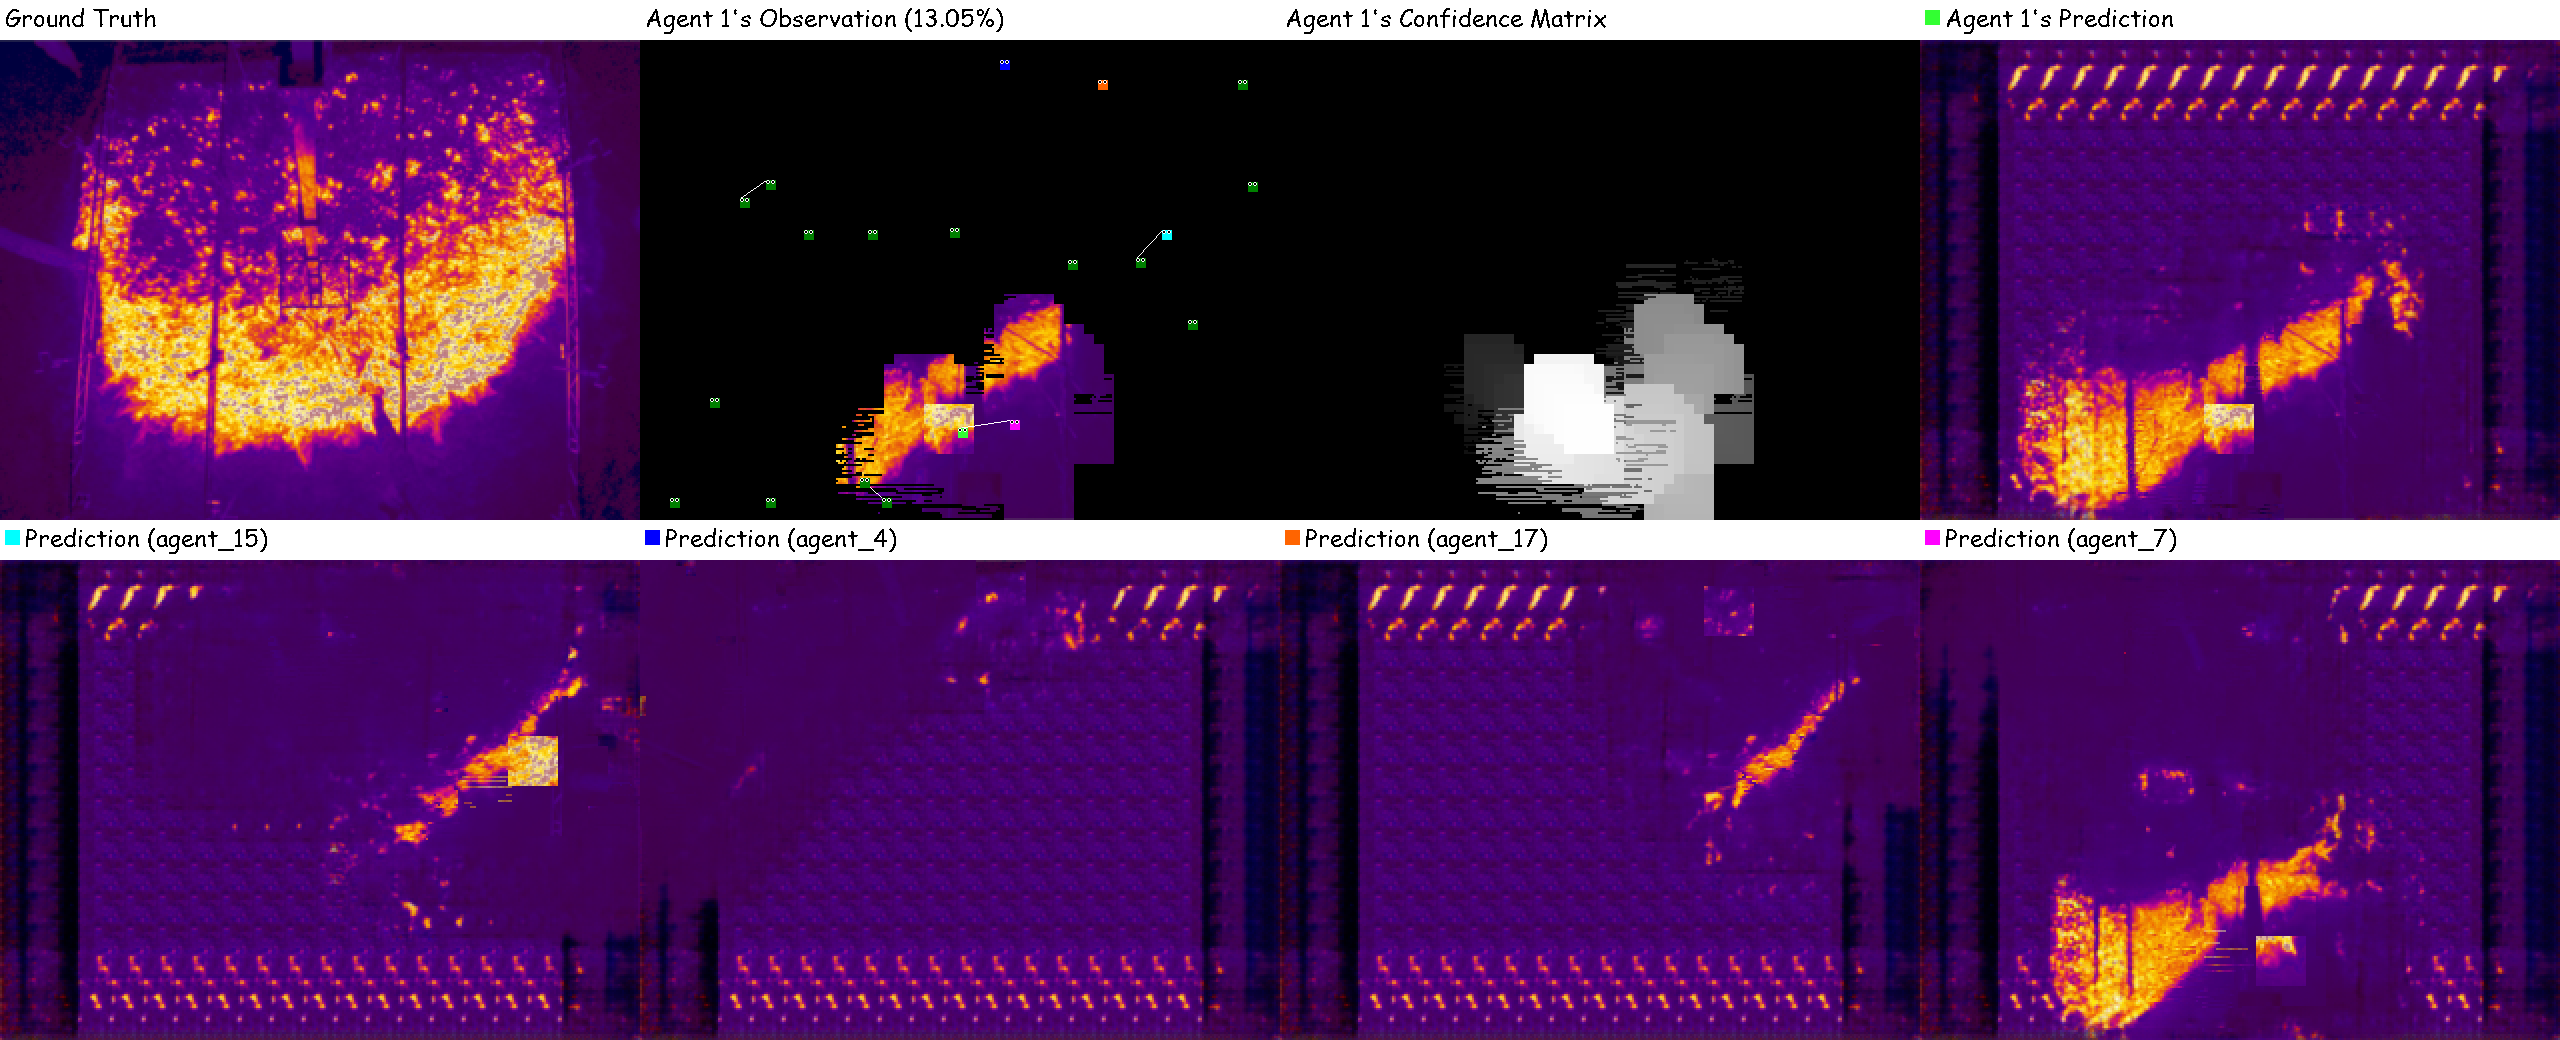 Ground Truth
Agent 1's Observation (13.05%)
Agent 1's Confidence Matrix
Agent 1's Prediction
Prediction (agent_15)
Prediction (agent_4)
Prediction (agent_17)
Prediction (agent_7)